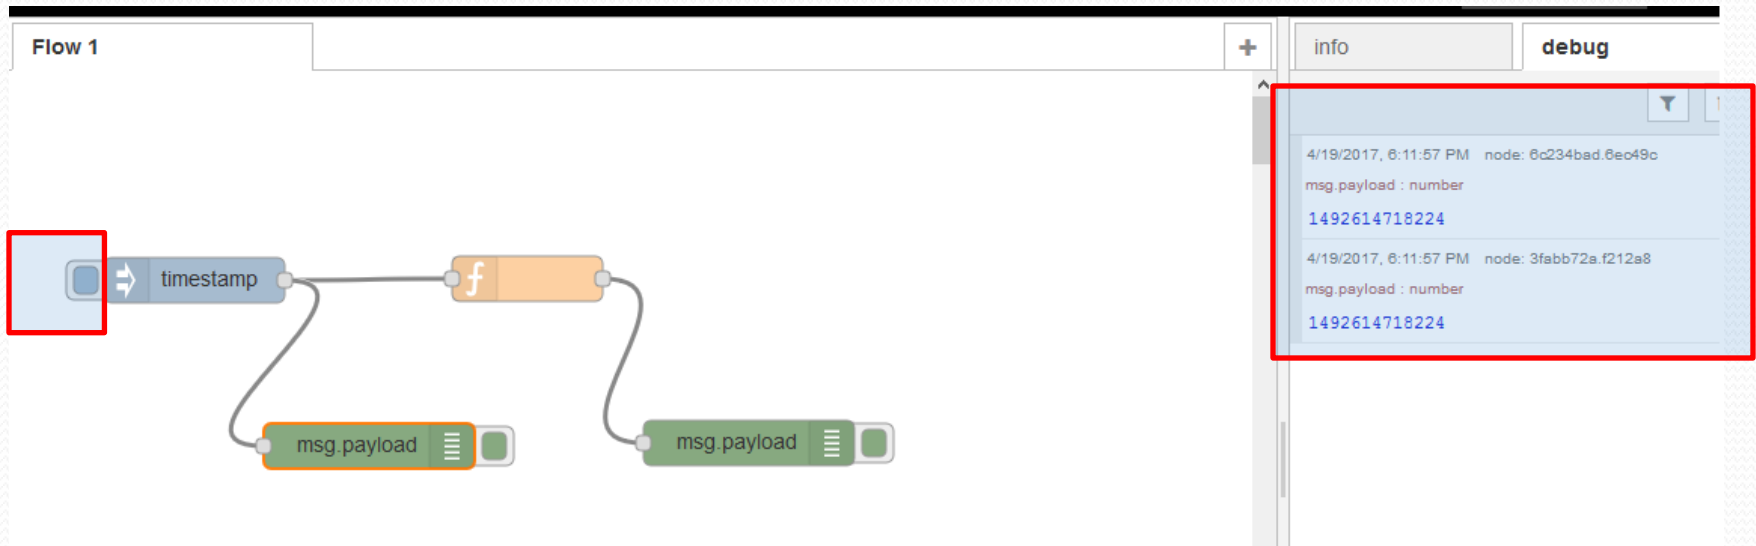 Flow 1
+
info
debug
4/19/2017, 6:11:57 PM node: 6c234bad.6ec49c
msg.payload : number
1492614718224
4/19/2017, 6:11:57 PM node: 3fabb72a.f212a8
msg.payload : number
1492614718224
timestamp
f
msg.payload
msg.payload